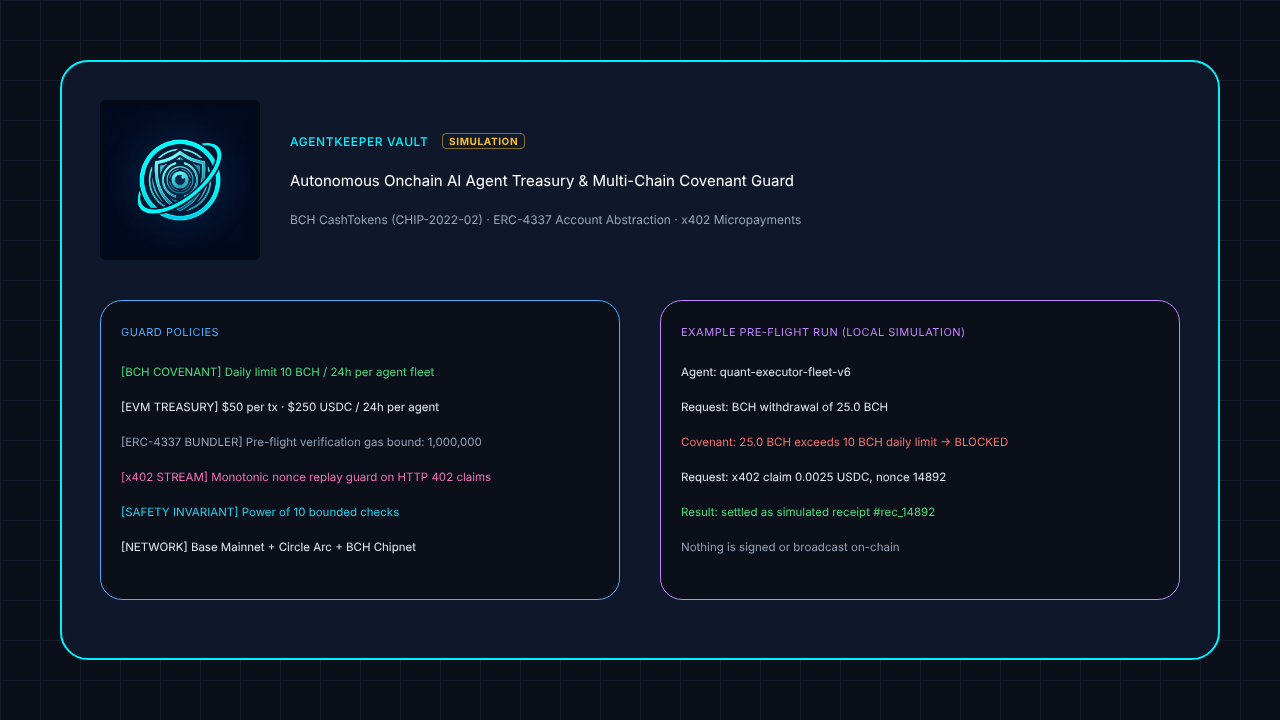 AGENTKEEPER VAULT SIMULATION
Autonomous Onchain AI Agent Treasury & Multi-Chain Covenant Guard
BCH CashTokens (CHIP-2022-02) · ERC-4337 Account Abstraction · x402 Micropayments
GUARD POLICIES
[BCH COVENANT] Daily limit 10 BCH / 24h per agent fleet
[EVM TREASURY] $50 per tx · $250 USDC / 24h per agent
[ERC-4337 BUNDLER] Pre-flight verification gas bound: 1,000,000
[x402 STREAM] Monotonic nonce replay guard on HTTP 402 claims
[SAFETY INVARIANT] Power of 10 bounded checks
[NETWORK] Base Mainnet + Circle Arc + BCH Chipnet
EXAMPLE PRE-FLIGHT RUN (LOCAL SIMULATION)
Agent: quant-executor-fleet-v6
Request: BCH withdrawal of 25.0 BCH
Covenant: 25.0 BCH exceeds 10 BCH daily limit → BLOCKED
Request: x402 claim 0.0025 USDC, nonce 14892
Result: settled as simulated receipt #rec_14892
Nothing is signed or broadcast on-chain